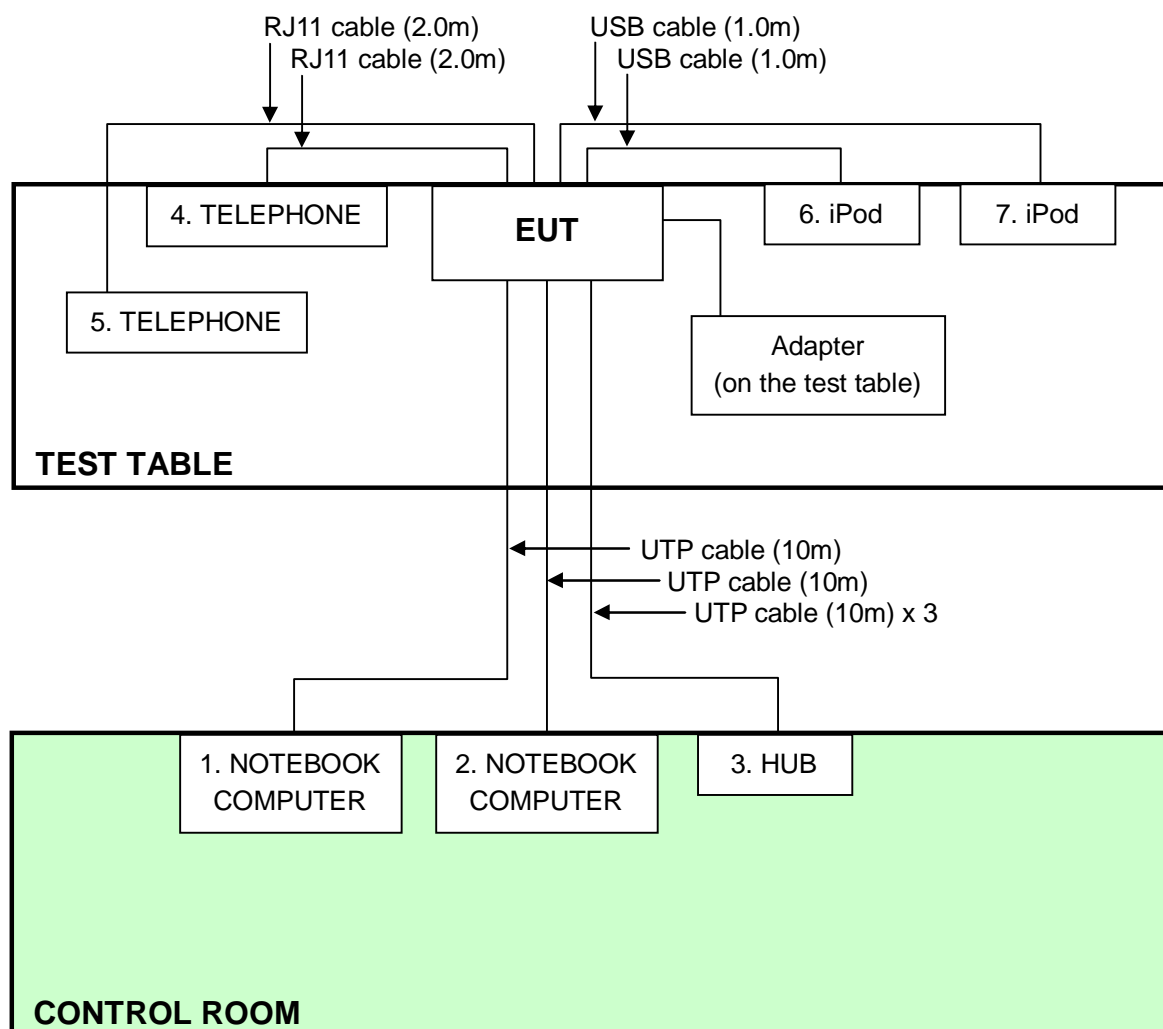 RJ11 cable (2.0m)
RJ11 cable (2.0m)
USB cable (1.0m)
USB cable (1.0m)
4. TELEPHONE
EUT
6. iPod
7. iPod
5. TELEPHONE
Adapter
(on the test table)
TEST TABLE
UTP cable (10m)
UTP cable (10m)
UTP cable (10m) x 3
1. NOTEBOOK
COMPUTER
2. NOTEBOOK
COMPUTER
3. HUB
CONTROL ROOM